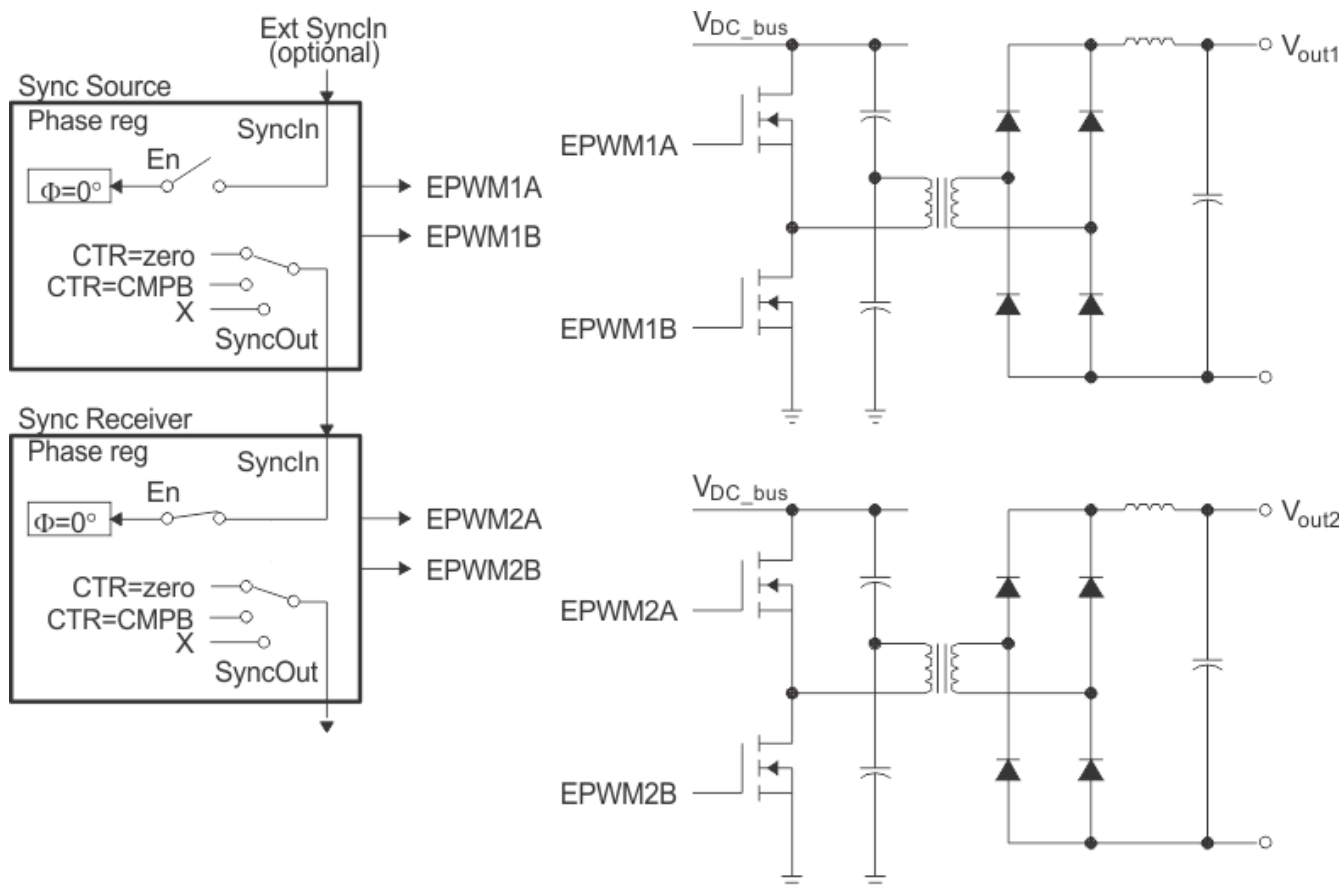 Ext SyncIn
(optional)
Sync Source
Phase reg
SyncIn
En
Φ=0°
EPWM1A
EPWM1B
CTR=zero
CTR=CMPB
X
SyncOut
Sync Receiver
Phase reg
SyncIn
En
Φ=0°
EPWM2A
EPWM2B
CTR=zero
CTR=CMPB
X
SyncOut
VDC_bus
Vout1
EPWM1A
EPWM1B
VDC_bus
Vout2
EPWM2A
EPWM2B